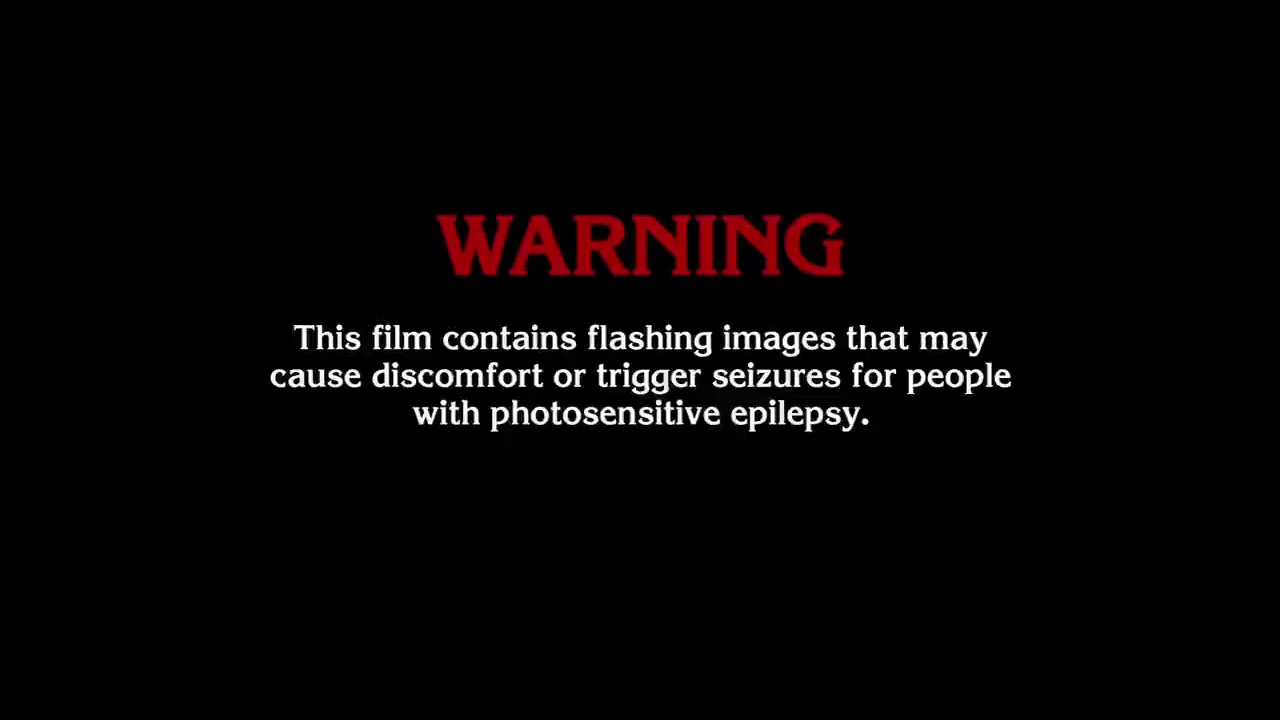 WARNING
This film contains flashing images that may
cause discomfort or trigger seizures for people
with photosensitive epilepsy.